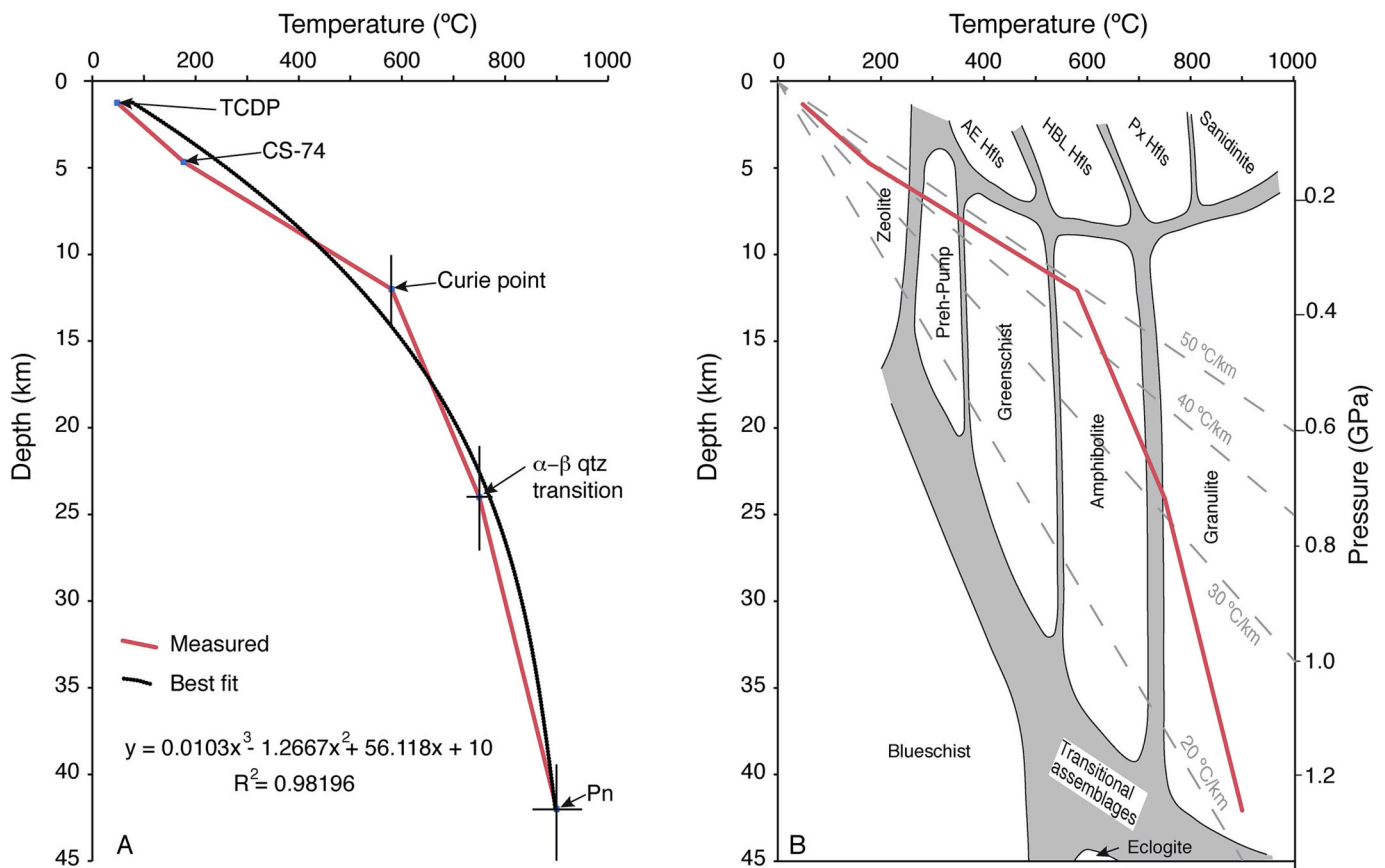 Temperature (ºC)
0 200 400 600 800 1000
0
5
10
15
20
25
30
35
40
45
Depth (km)
TCDP
CS-74
Curie point
α-β qtz
transition
Pn
Measured
Best fit
y = 0.0103x³- 1.2667x²+ 56.118x + 10
R²= 0.98196
A
Temperature (ºC)
0 200 400 600 800 1000
0
5
10
15
20
25
30
35
40
45
Depth (km)
0.2
0.4
0.6
0.8
1.0
1.2
Pressure (GPa)
AE Hfls
HBL Hfls
Px Hfls
Sanidinite
Zeolite
Preh-Pump
Greenschist
Amphibolite
Granulite
50 ºC/km
40 ºC/km
30 ºC/km
20 ºC/km
Blueschist
Transitional
assemblages
Eclogite
B